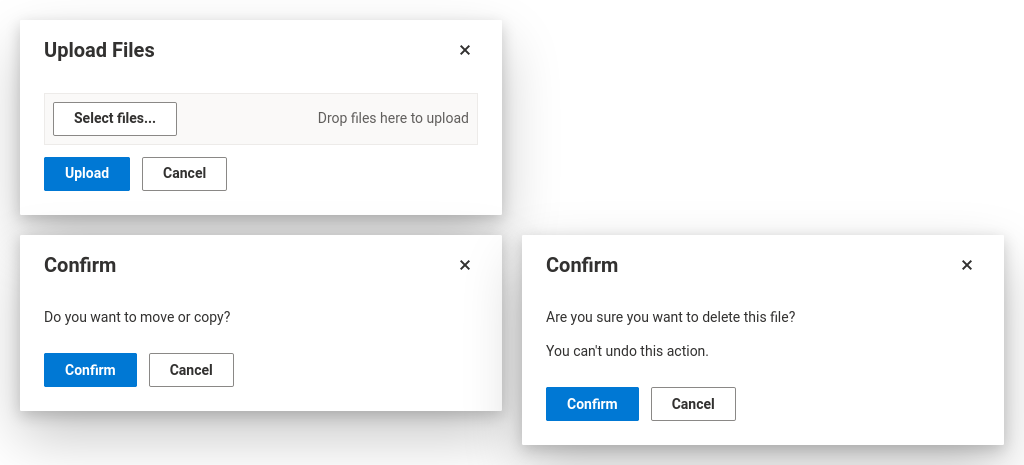 Upload Files
Select files...
Drop files here to upload
Upload
Cancel
Confirm
Do you want to move or copy?
Confirm
Cancel
Confirm
Are you sure you want to delete this file?
You can't undo this action.
Confirm
Cancel